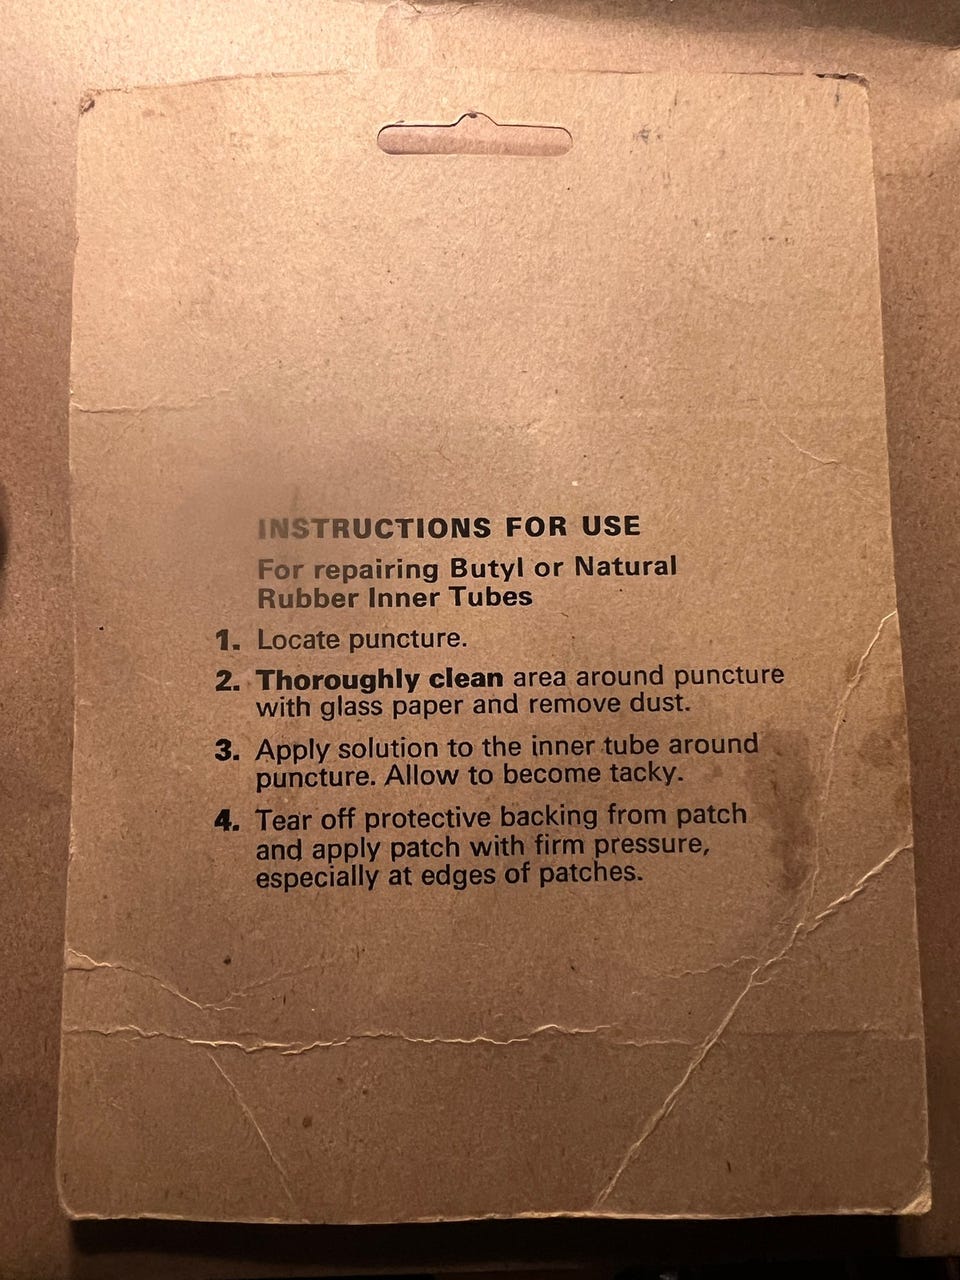 INSTRUCTIONS FOR USE
For repairing Butyl or Natural
Rubber Inner Tubes
1. Locate puncture.
2. Thoroughly clean area around puncture
with glass paper and remove dust.
3. Apply solution to the inner tube around
puncture. Allow to become tacky.
4. Tear off protective backing from patch
and apply patch with firm pressure,
especially at edges of patches.